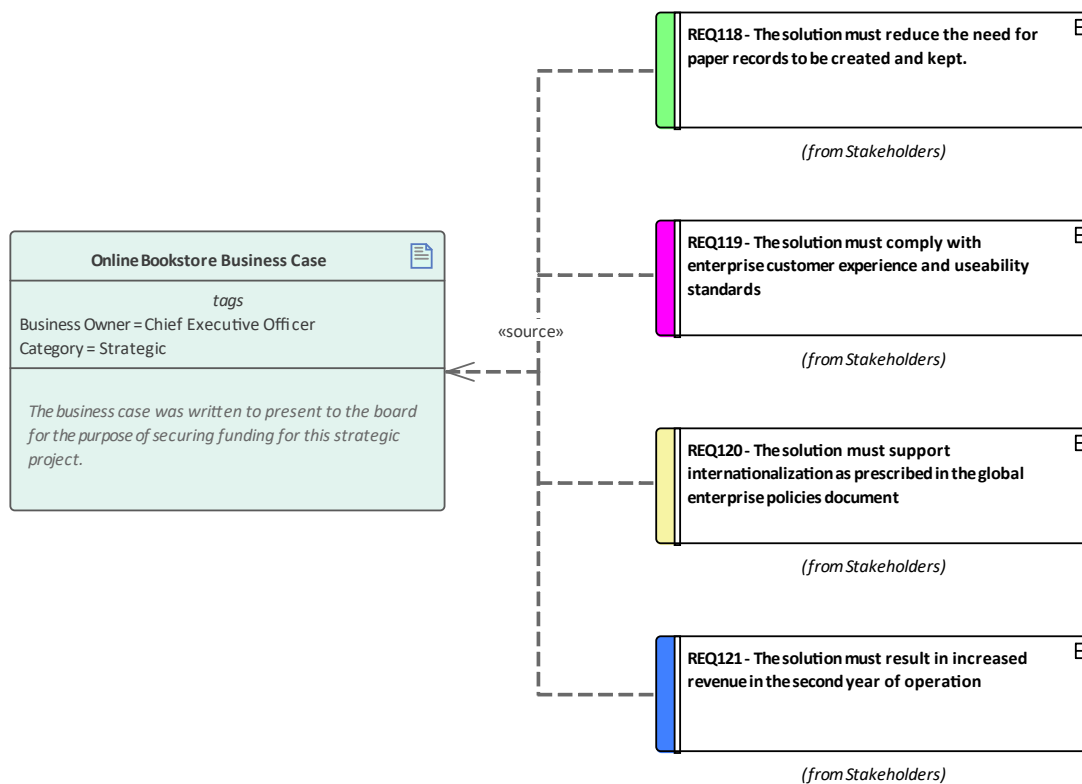 Online Bookstore Business Case
tags
Business Owner = Chief Executive Officer
Category = Strategic
The business case was written to present to the board
for the purpose of securing funding for this strategic
project.
«source»
REQ118 - The solution must reduce the need for
paper records to be created and kept.
(from Stakeholders)
REQ119 - The solution must comply with
enterprise customer experience and useability
standards
(from Stakeholders)
REQ120 - The solution must support
internationalization as prescribed in the global
enterprise policies document
(from Stakeholders)
REQ121 - The solution must result in increased
revenue in the second year of operation
(from Stakeholders)